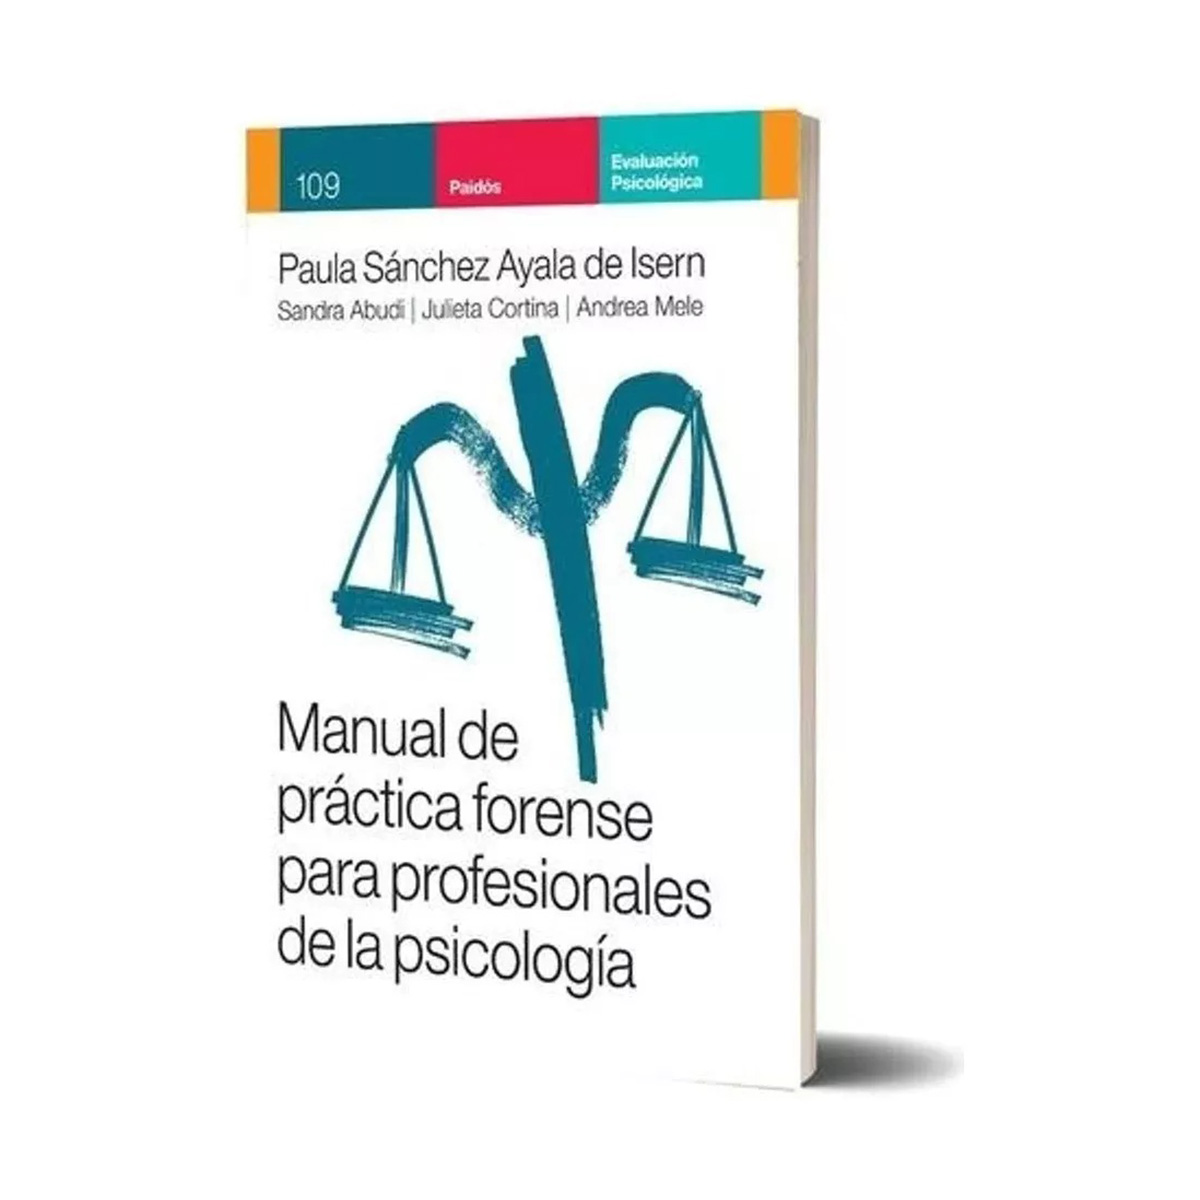 109
Paidós
Evaluación
Psicológica
Paula Sánchez Ayala de Isern
Sandra Abudi | Julieta Cortina | Andrea Mele
Manual de
práctica forense
para profesionales
de la psicología